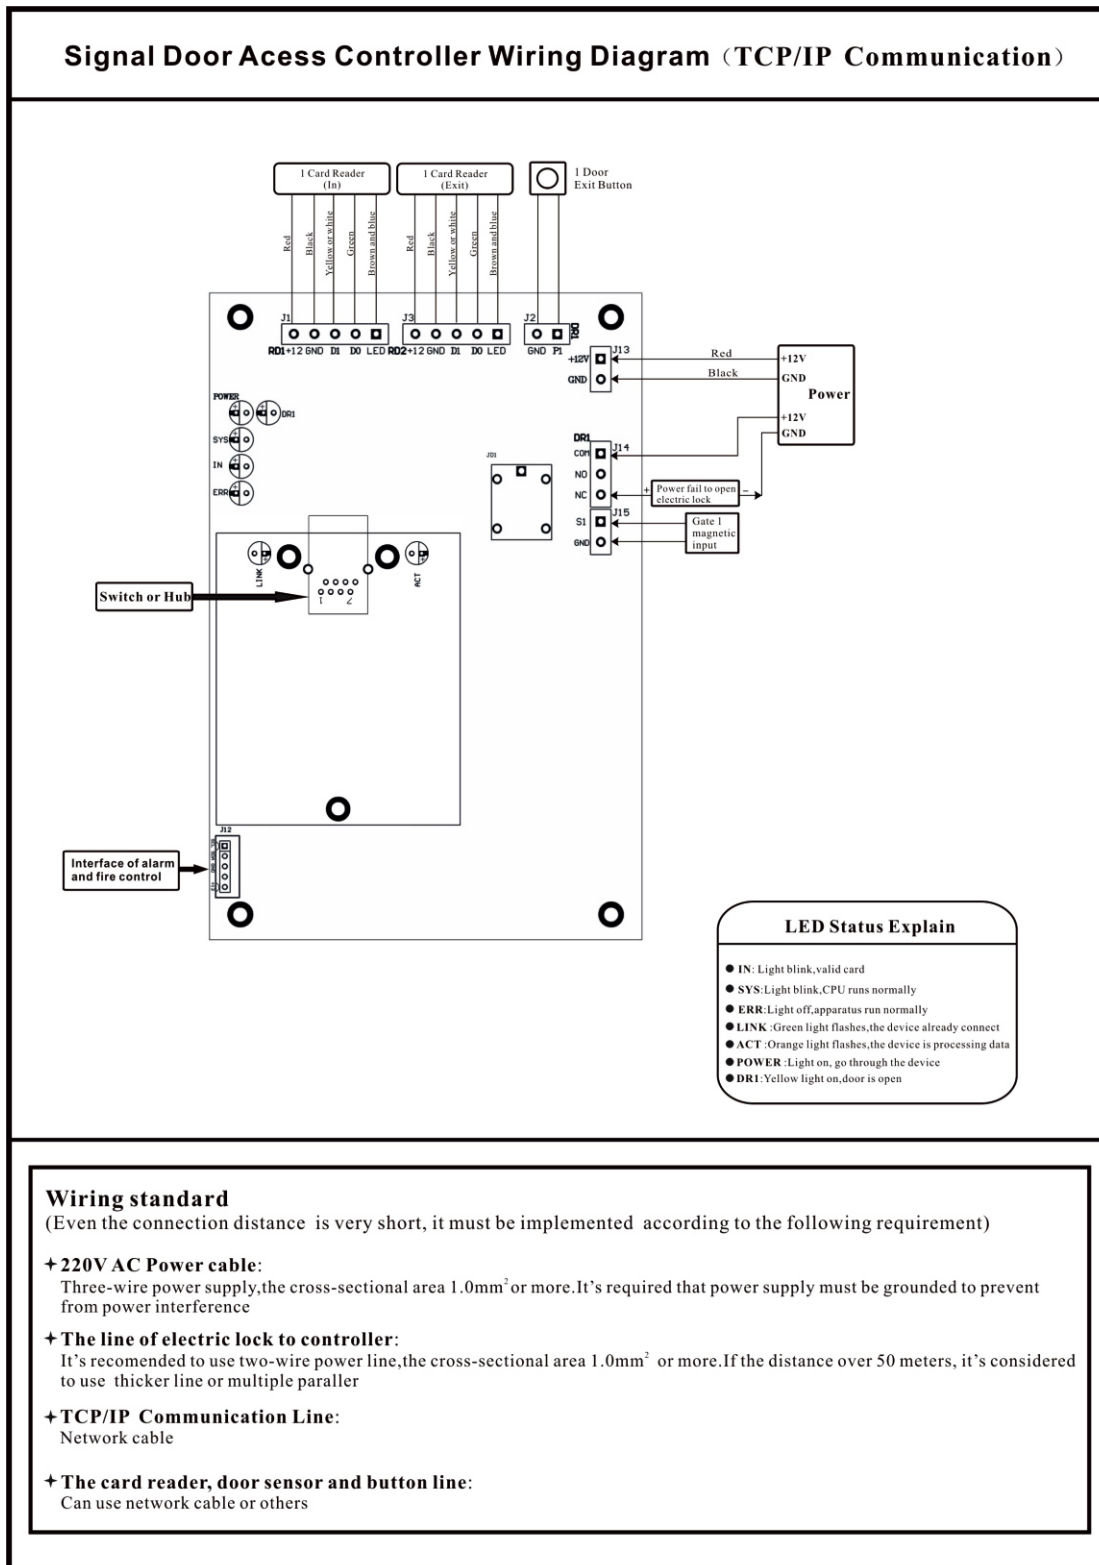 Signal Door Acess Controller Wiring Diagram （TCP/IP Communication）
1 Card Reader
(In)
1 Card Reader
(Exit)
1 Door
Exit Button
Red
Black
Yellow or white
Green
Brown and blue
Red
Black
Yellow or white
Green
Brown and blue
J1
J3
J2
DR1
RD1+12 GND D1 D0 LED
RD2+12 GND D1 D0 LED
GND P1
J13
+12V
GND
Red
Black
+12V
GND
Power
+12V
GND
POWER
DR1
SYS
IN
ERR
JD1
DR1
J14
COM
NO
NC
+
Power fail to open
electric lock
–
J15
S1
GND
Gate 1
magnetic
input
LINK
ACT
1 7
Switch or Hub
J12
GND
Interface of alarm
and fire control
LED Status Explain
● IN: Light blink,valid card
● SYS:Light blink,CPU runs normally
● ERR:Light off,apparatus run normally
● LINK :Green light flashes,the device already connect
● ACT :Orange light flashes,the device is processing data
● POWER :Light on, go through the device
● DR1:Yellow light on,door is open
Wiring standard
(Even the connection distance is very short, it must be implemented according to the following requirement)
+220V AC Power cable:
Three-wire power supply,the cross-sectional area 1.0mm² or more.It's required that power supply must be grounded to prevent
from power interference
+The line of electric lock to controller:
It's recomended to use two-wire power line,the cross-sectional area 1.0mm² or more.If the distance over 50 meters, it's considered
to use thicker line or multiple paraller
+TCP/IP Communication Line:
Network cable
+The card reader, door sensor and button line:
Can use network cable or others